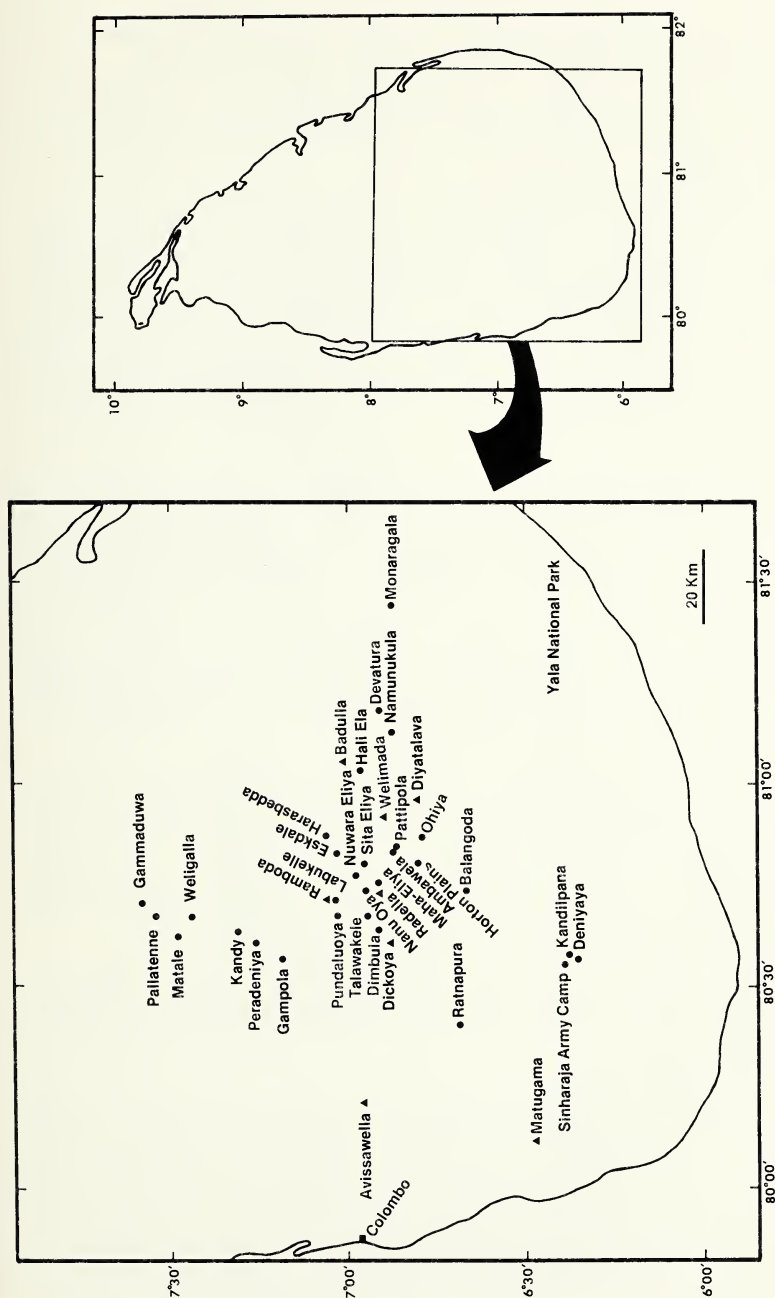 10°
9°
8°
7°
6°
80°
81°
82°
7°30′
7°00′
6°30′
6°00′
80°00′
80°30′
81°00′
81°30′
Gammaduwa
Pallatenne
Matale
Weligalla
Kandy
Peradeniya
Gampola
Harasbedda
Eskdale
Ramboda
Labukelle
Pundaluoya
Talawakele
Dimbula
Dickoya
Nuwara Eliya
Sita Eliya
Badulla
Hali Ela
Welimada
Devatura
Namunukula
Monaragala
Diyatalava
Pattipola
Ohiya
Nanu Oya
Radella
Maha-Eliya
Ambawela
Horton Plains
Balangoda
Ratnapura
Avissawella
Colombo
Matugama
Sinharaja Army Camp
Kandilpana
Deniyaya
Yala National Park
20 Km